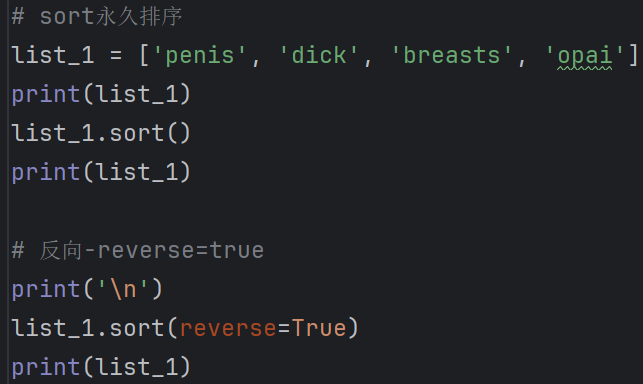 # sort永久排序
list_1 = ['penis', 'dick', 'breasts', 'opai']
print(list_1)
list_1.sort()
print(list_1)
# 反向-reverse=true
print('\n')
list_1.sort(reverse=True)
print(list_1)